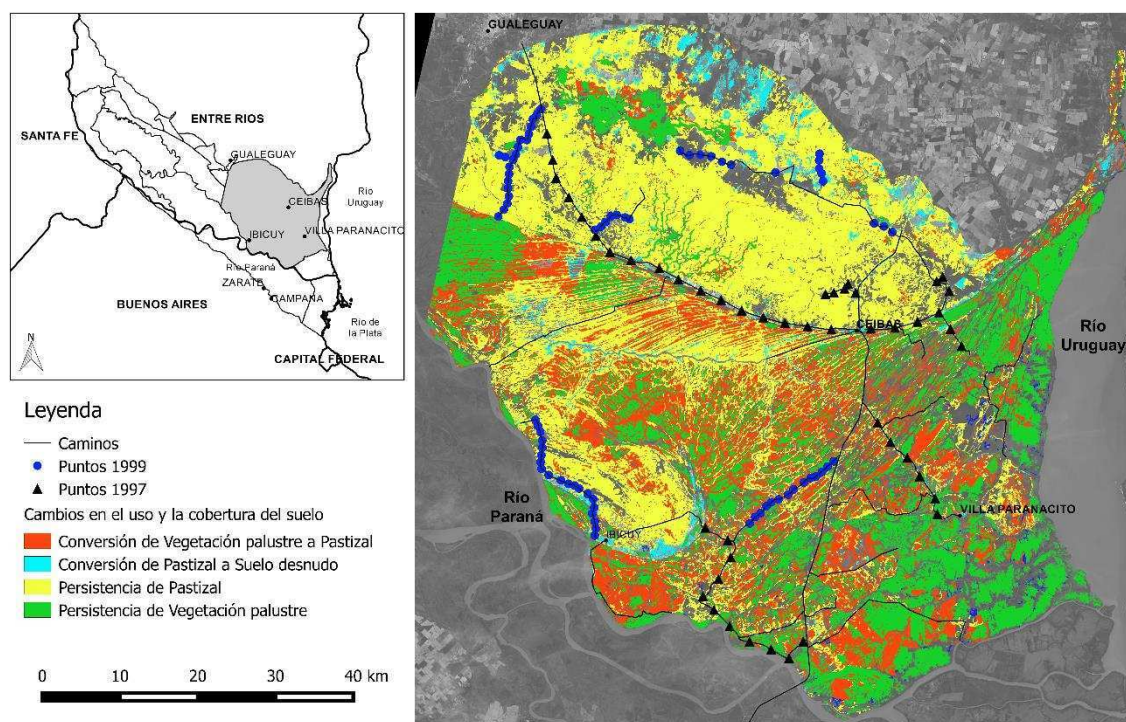 ENTRE RIOS
SANTA FE
GUALEGUAY
CEIBAS
Río
Uruguay
IBICUY
VILLA PARANACITO
Río Paraná
ZARATE
CAMPANA
BUENOS AIRES
Río de
la Plata
CAPITAL FEDERAL
N
Leyenda
Caminos
Puntos 1999
Puntos 1997
Cambios en el uso y la cobertura del suelo
Conversión de Vegetación palustre a Pastizal
Conversión de Pastizal a Suelo desnudo
Persistencia de Pastizal
Persistencia de Vegetación palustre
0 10 20 30 40 km
GUALEGUAY
CEIBAS
Río
Uruguay
Río
Paraná
VILLA PARANACITO
IBICUY